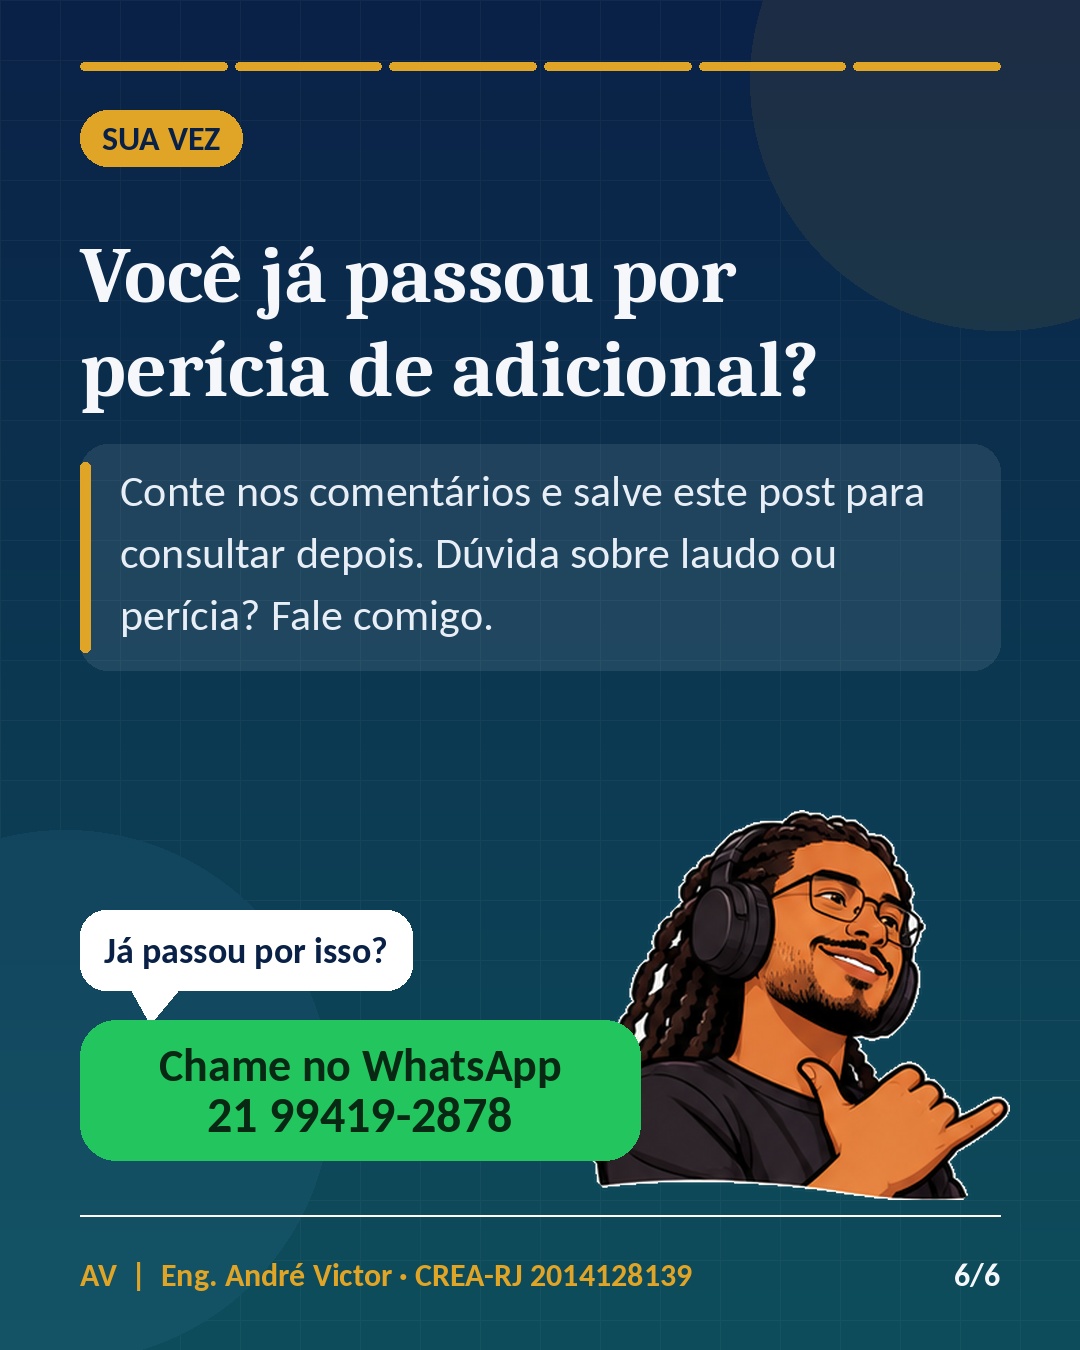 SUA VEZ
Você já passou por
perícia de adicional?
Conte nos comentários e salve este post para
consultar depois. Dúvida sobre laudo ou
perícia? Fale comigo.
Já passou por isso?
Chame no WhatsApp
21 99419-2878
AV | Eng. André Victor · CREA-RJ 2014128139
6/6